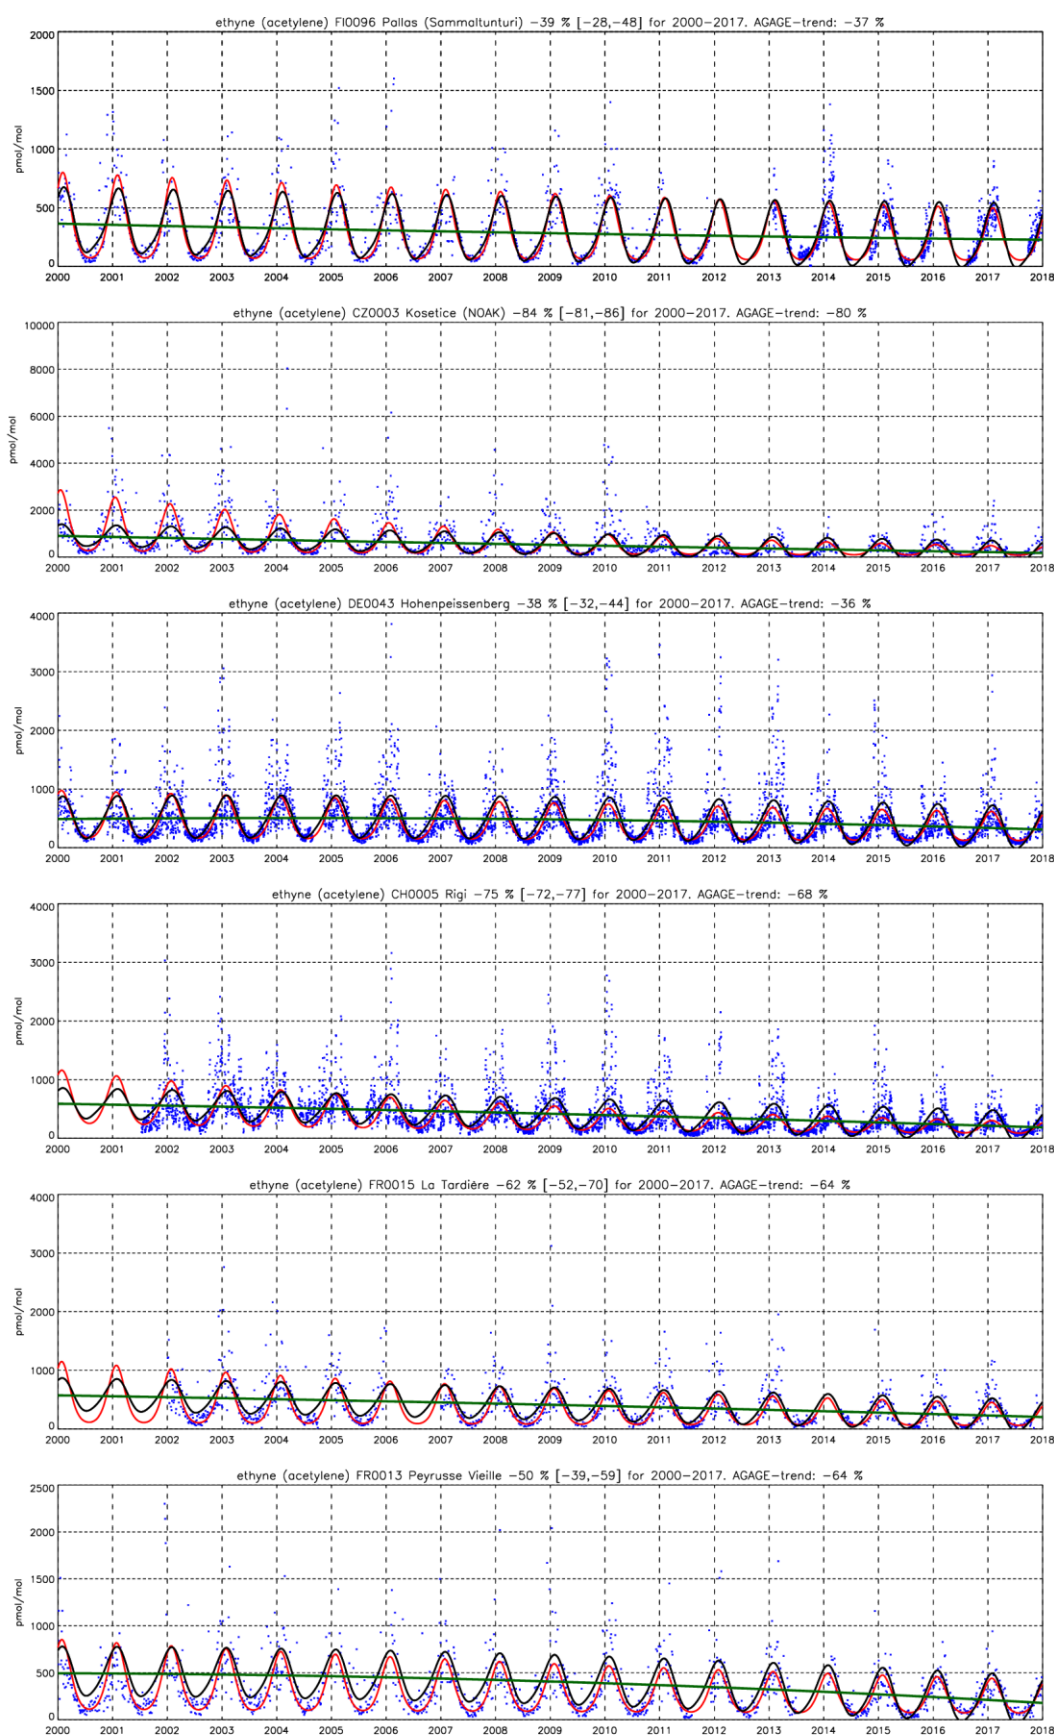 ethyne (acetylene) FI0096 Pallas (Sammaltunturi) −39 % [−28,−48] for 2000−2017. AGAGE−trend: −37 %
2000
1500
1000
500
0
pmol/mol
2000 2001 2002 2003 2004 2005 2006 2007 2008 2009 2010 2011 2012 2013 2014 2015 2016 2017 2018
ethyne (acetylene) CZ0003 Kosetice (NOAK) −84 % [−81,−86] for 2000−2017. AGAGE−trend: −80 %
10000
8000
6000
4000
2000
0
pmol/mol
2000 2001 2002 2003 2004 2005 2006 2007 2008 2009 2010 2011 2012 2013 2014 2015 2016 2017 2018
ethyne (acetylene) DE0043 Hohenpeissenberg −38 % [−32,−44] for 2000−2017. AGAGE−trend: −36 %
4000
3000
2000
1000
0
pmol/mol
2000 2001 2002 2003 2004 2005 2006 2007 2008 2009 2010 2011 2012 2013 2014 2015 2016 2017 2018
ethyne (acetylene) CH0005 Rigi −75 % [−72,−77] for 2000−2017. AGAGE−trend: −68 %
4000
3000
2000
1000
0
pmol/mol
2000 2001 2002 2003 2004 2005 2006 2007 2008 2009 2010 2011 2012 2013 2014 2015 2016 2017 2018
ethyne (acetylene) FR0015 La Tardière −62 % [−52,−70] for 2000−2017. AGAGE−trend: −64 %
4000
3000
2000
1000
0
pmol/mol
2000 2001 2002 2003 2004 2005 2006 2007 2008 2009 2010 2011 2012 2013 2014 2015 2016 2017 2018
ethyne (acetylene) FR0013 Peyrusse Vieille −50 % [−39,−59] for 2000−2017. AGAGE−trend: −64 %
2500
2000
1500
1000
500
0
pmol/mol
2000 2001 2002 2003 2004 2005 2006 2007 2008 2009 2010 2011 2012 2013 2014 2015 2016 2017 2018